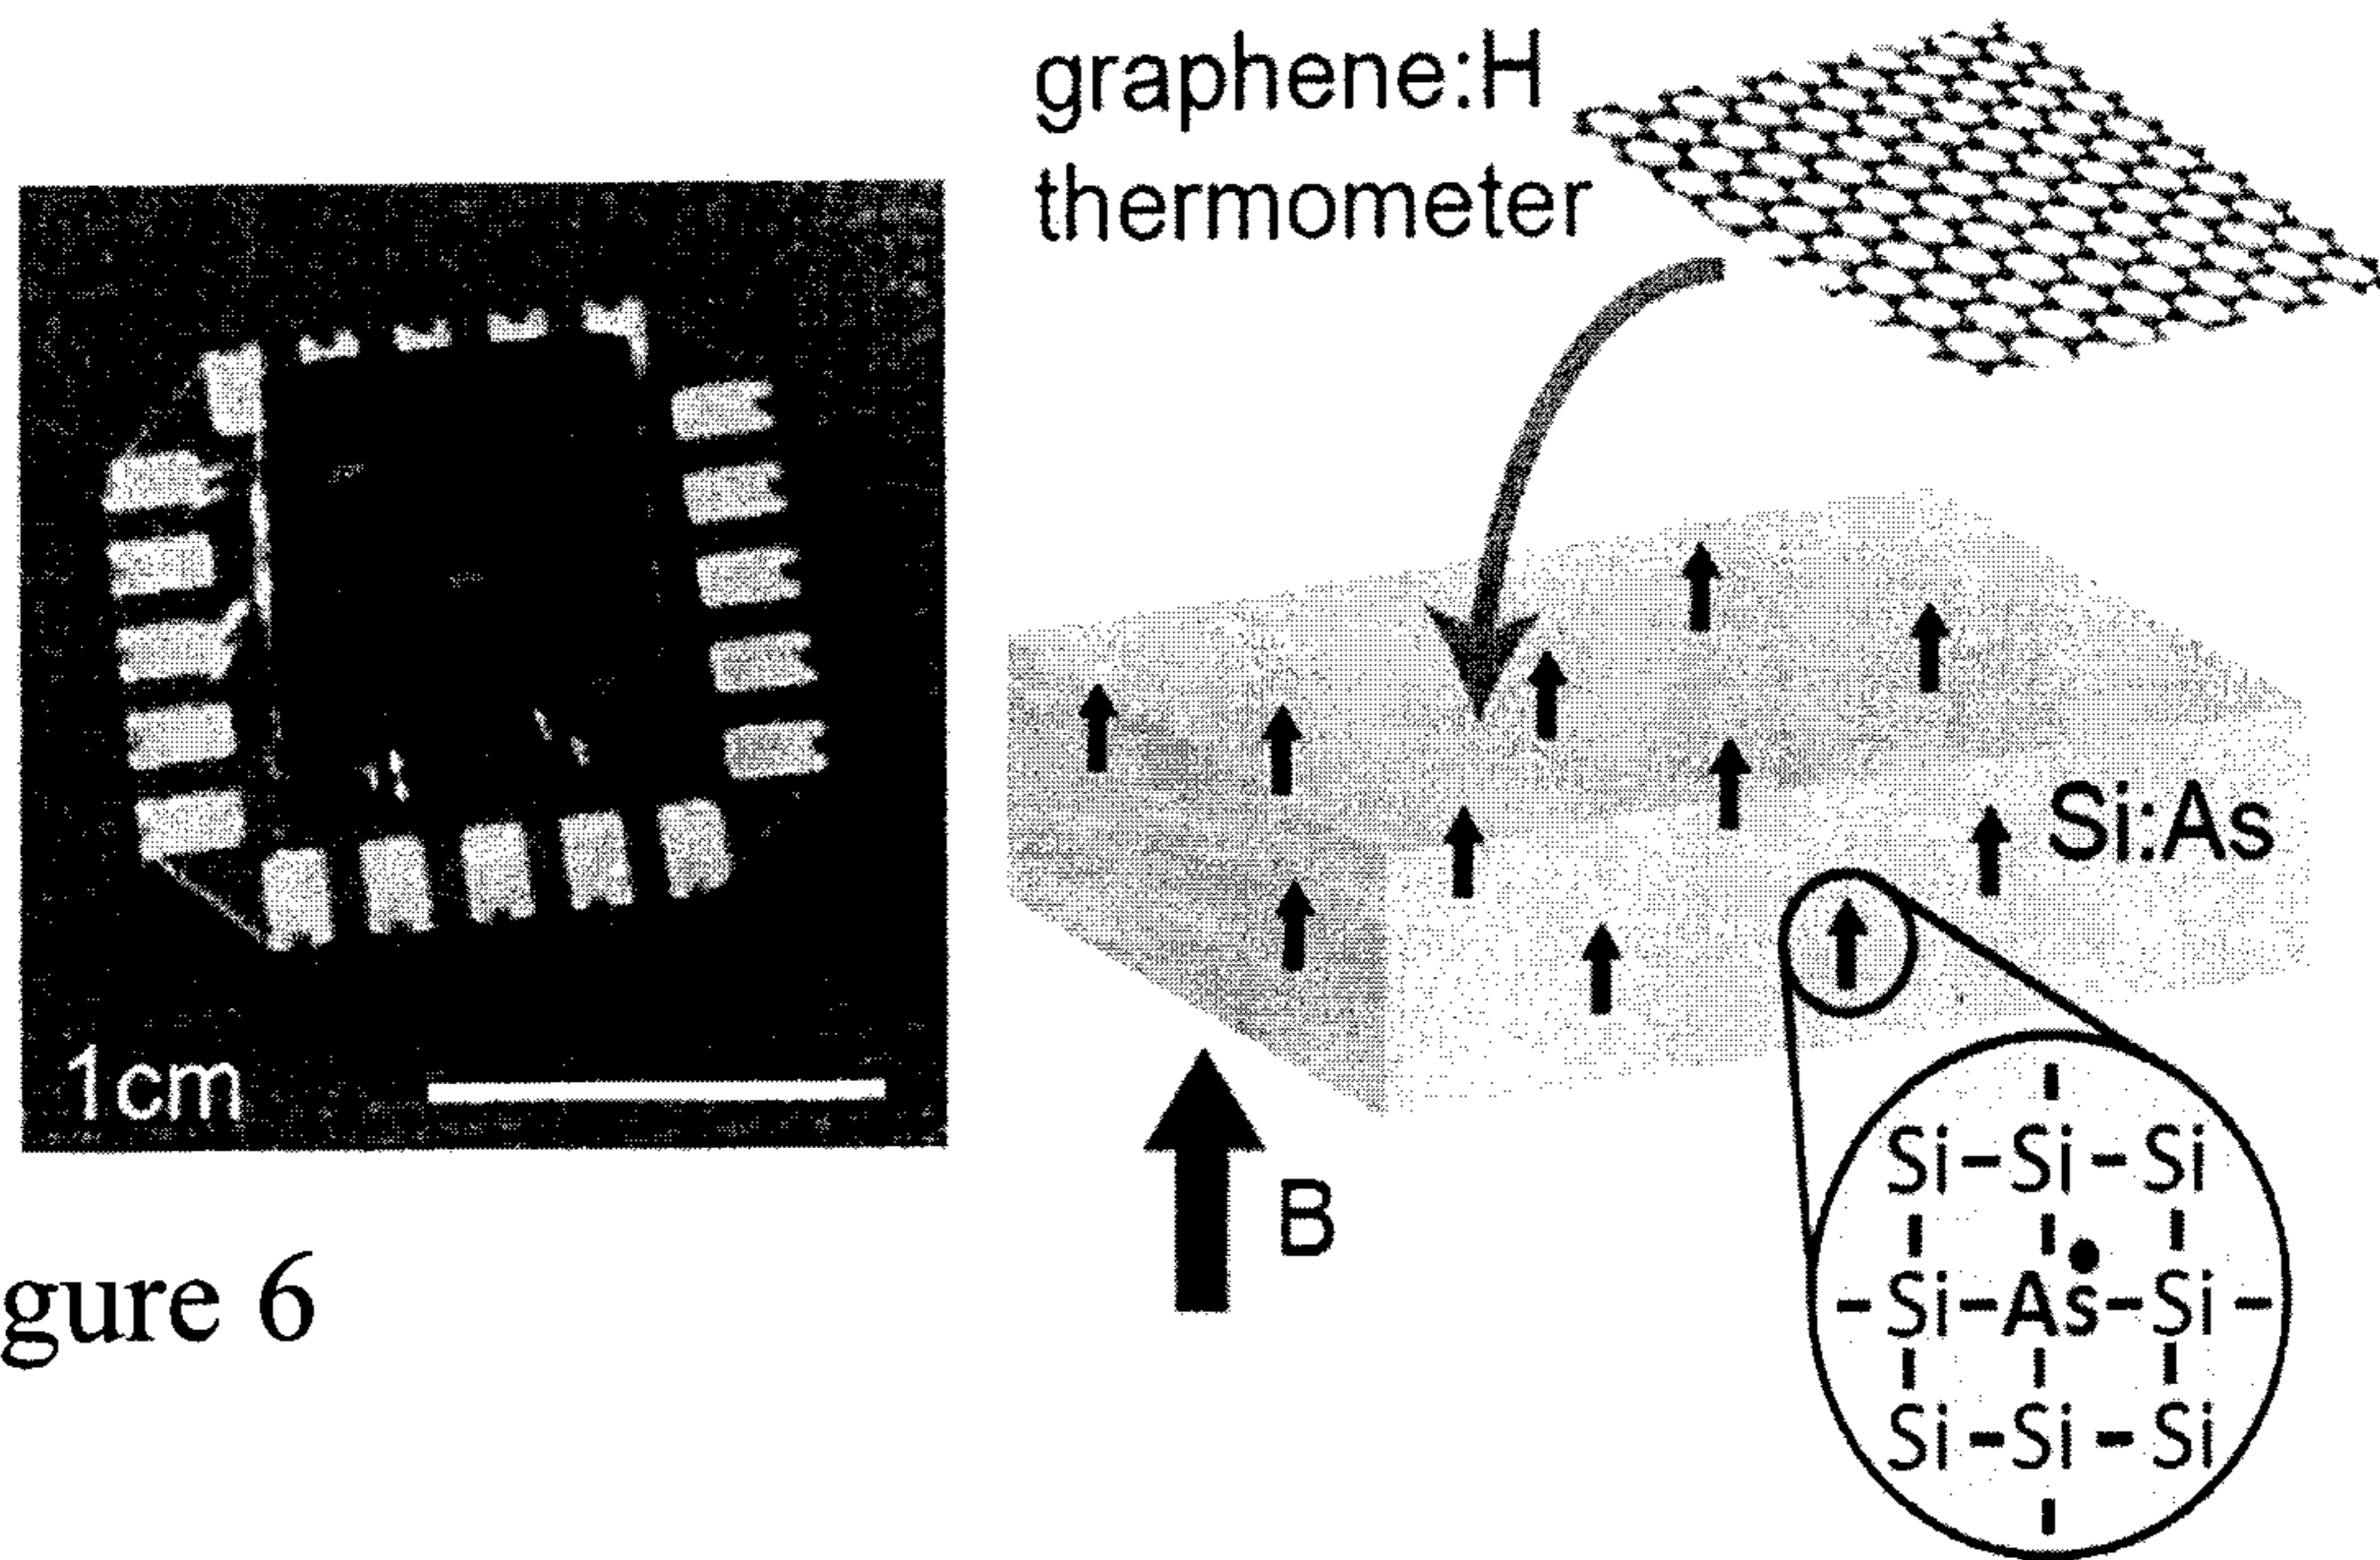 graphene:H
thermometer
1cm
Si:As
B
Si-Si-Si
-Si-As-Si-
Si-Si-Si
gure 6